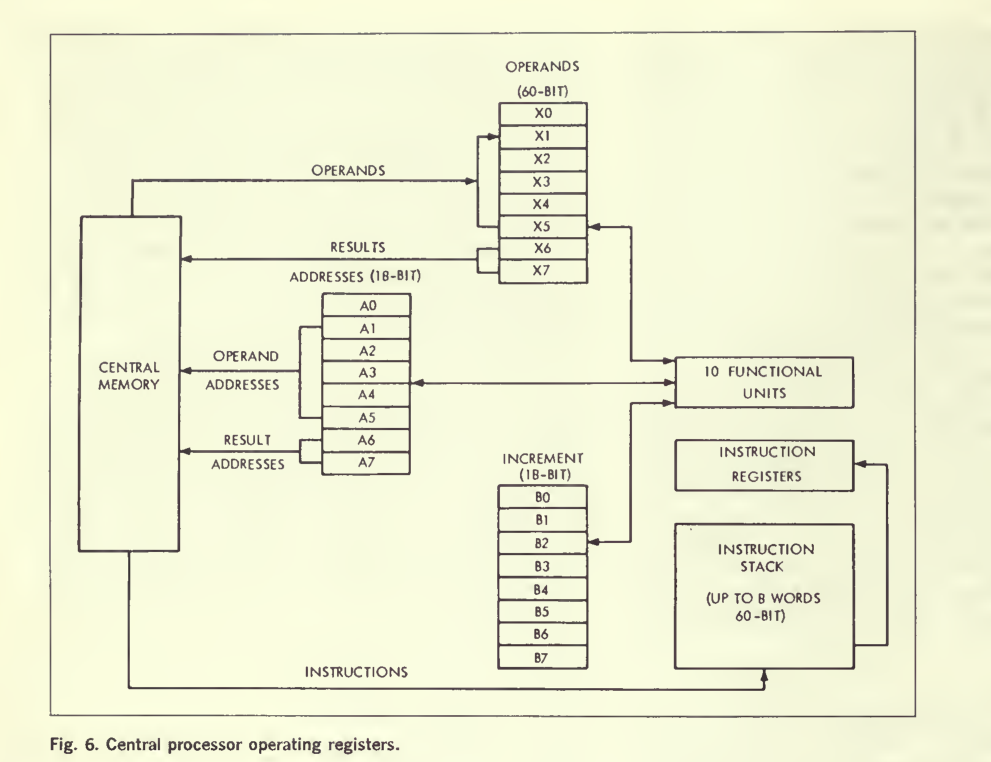 OPERANDS
(60-BIT)
X0
X1
X2
X3
X4
X5
X6
X7
OPERANDS
RESULTS
ADDRESSES (1B-BIT)
A0
A1
A2
A3
A4
A5
A6
A7
CENTRAL
MEMORY
OPERAND
ADDRESSES
RESULT
ADDRESSES
10 FUNCTIONAL
UNITS
INSTRUCTION
REGISTERS
INCREMENT
(1B-BIT)
B0
B1
B2
B3
B4
B5
B6
B7
INSTRUCTION
STACK
(UP TO B WORDS
60-BIT)
INSTRUCTIONS
Fig. 6. Central processor operating registers.